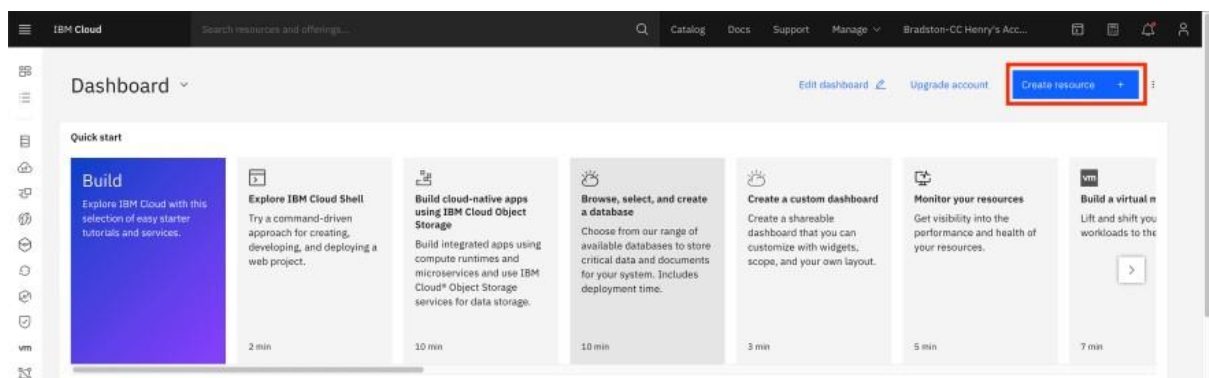 IBM Cloud
Search resources and offerings...
Catalog
Docs
Support
Manage
Bradston-CC Henry's Acc...
Dashboard
Edit dashboard
Upgrade account
Create resource +
Quick start
Build
Explore IBM Cloud with this
selection of easy starter
tutorials and services.
Explore IBM Cloud Shell
Try a command-driven
approach for creating,
developing, and deploying a
web project.
2 min
Build cloud-native apps
using IBM Cloud Object
Storage
Build integrated apps using
compute runtimes and
microservices and use IBM
Cloud® Object Storage
services for data storage.
10 min
Browse, select, and create
a database
Choose from our range of
available databases to store
critical data and documents
for your system. Includes
deployment time.
10 min
Create a custom dashboard
Create a shareable
dashboard that you can
customize with widgets,
scope, and your own layout.
3 min
Monitor your resources
Get visibility into the
performance and health of
your resources.
5 min
vm
Build a virtual m
Lift and shift you
workloads to the
7 min
vm